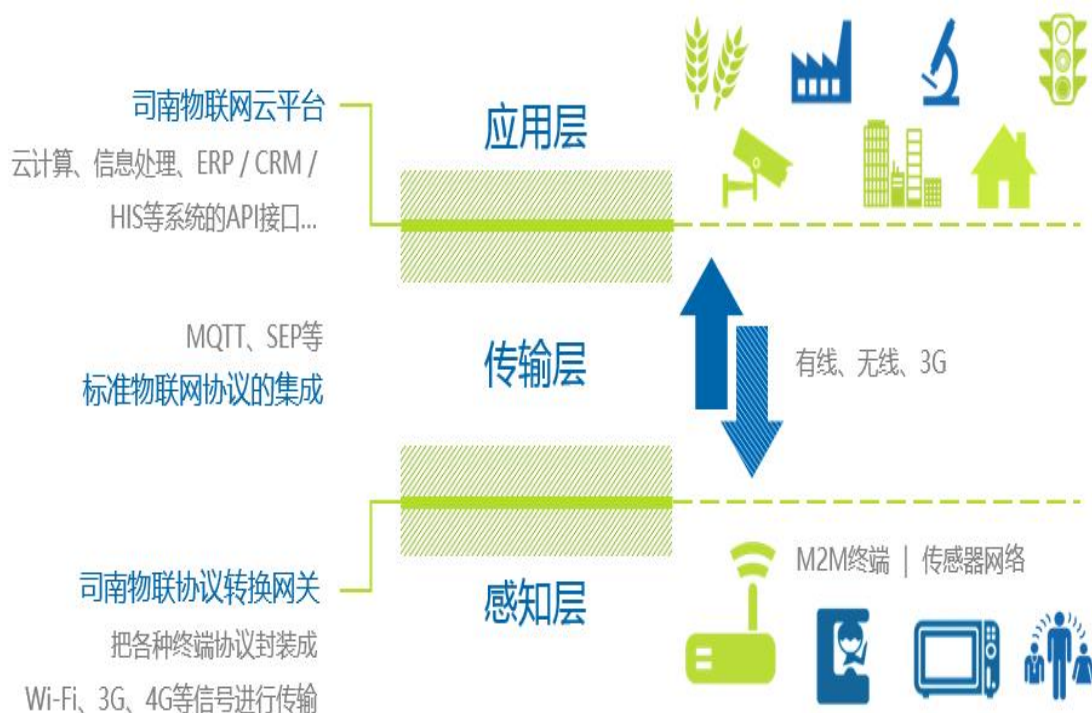 司南物联网云平台
云计算、信息处理、ERP / CRM /
HIS等系统的API接口...
应用层
MQTT、SEP等
标准物联网协议的集成
传输层
有线、无线、3G
司南物联协议转换网关
把各种终端协议封装成
Wi-Fi、3G、4G等信号进行传输
感知层
M2M终端 | 传感器网络